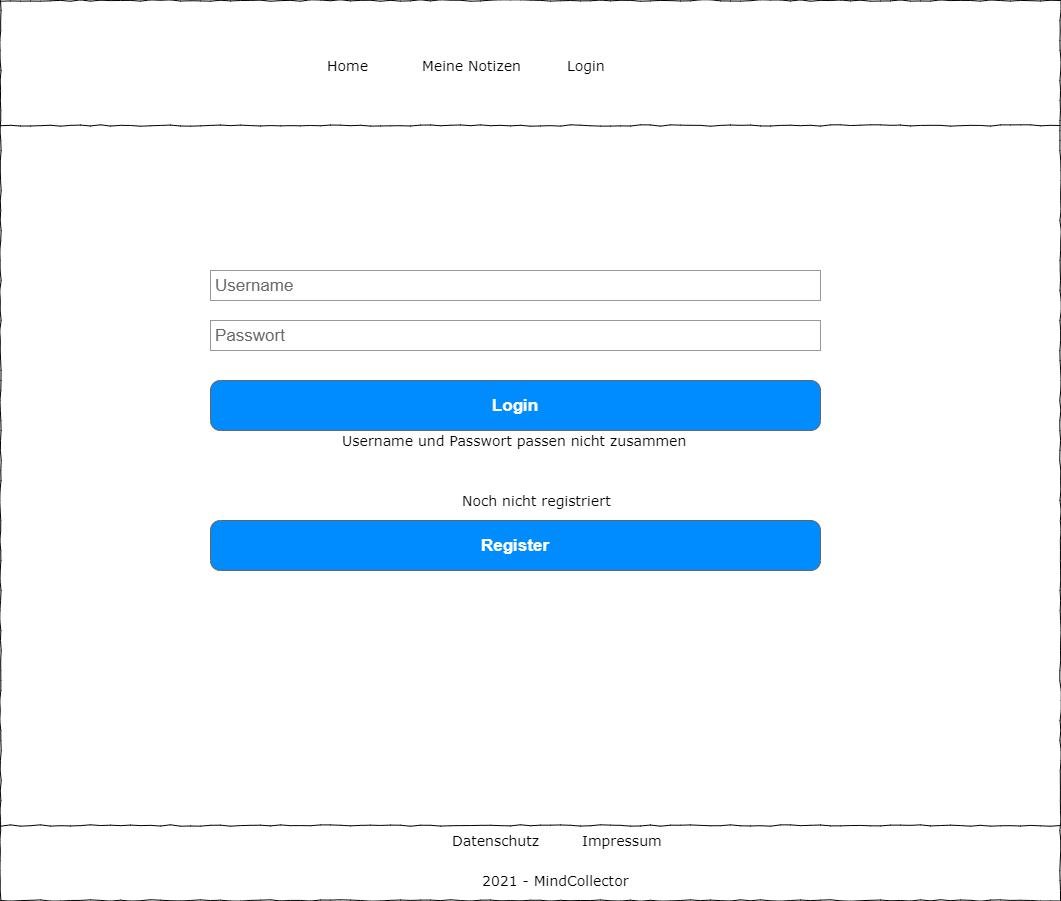 Home Meine Notizen Login
Username
Passwort
Login
Username und Passwort passen nicht zusammen
Noch nicht registriert
Register
Datenschutz Impressum
2021 - MindCollector